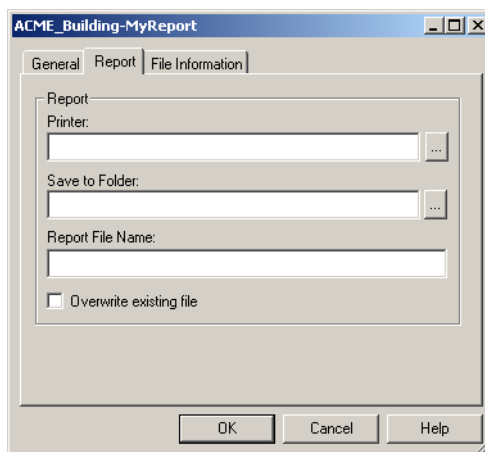 ACME_Building-MyReport
General Report File Information
Report
Printer:
...
Save to Folder:
...
Report File Name:
Overwrite existing file
OK Cancel Help